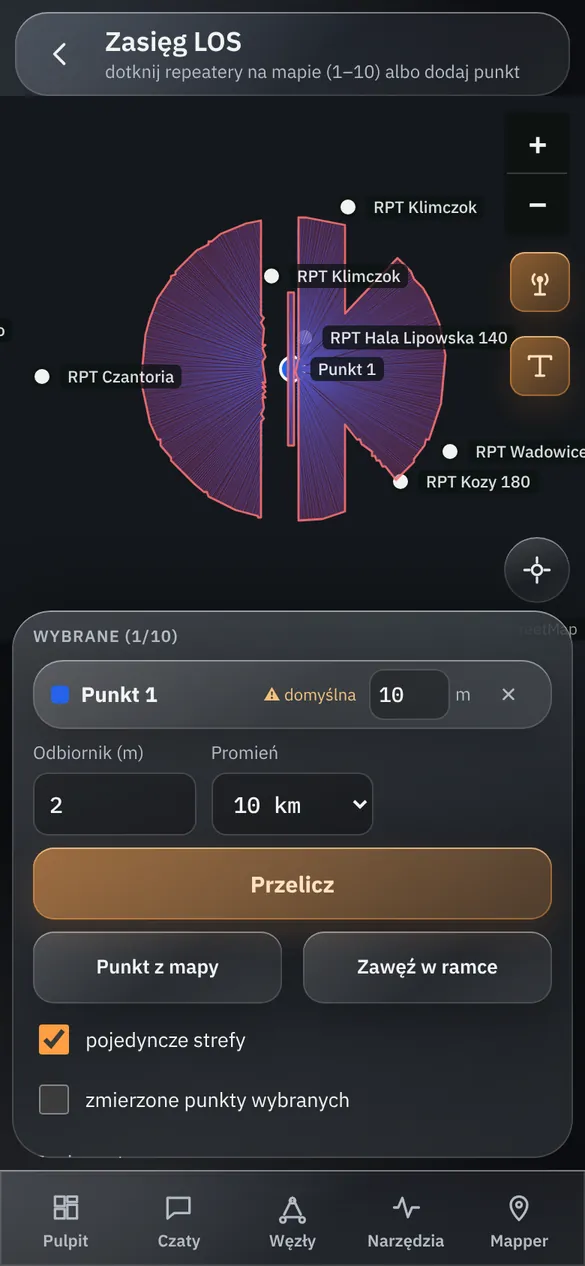 Zasięg LOS
dotknij repeatery na mapie (1–10) albo dodaj punkt
+
−
RPT Klimczok
RPT Klimczok
RPT Hala Lipowska 140
Punkt 1
RPT Czantoria
RPT Wadowice
RPT Kozy 180
WYBRANE (1/10)
Punkt 1 domyślna 10 m ×
Odbiornik (m) Promień
2 10 km
Przelicz
Punkt z mapy Zawęź w ramce
pojedyncze strefy
zmierzone punkty wybranych
Pulpit Czaty Węzły Narzędzia Mapper